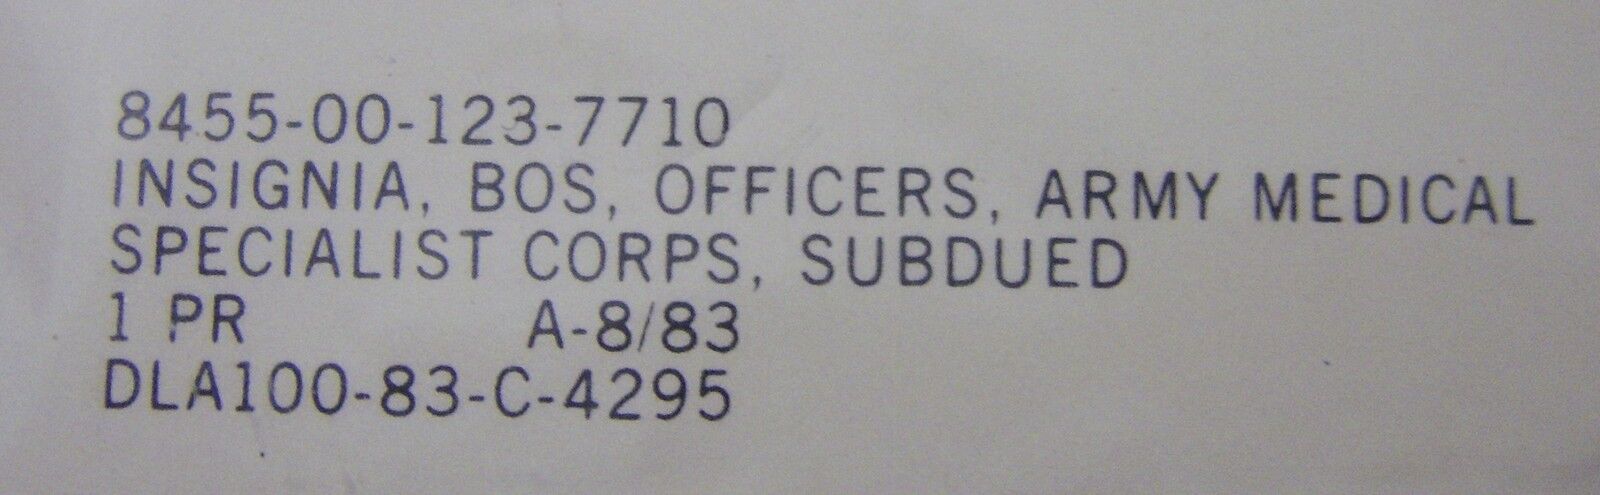 8455-00-123-7710
INSIGNIA, BOS, OFFICERS, ARMY MEDICAL
SPECIALIST CORPS, SUBDUED
1 PR A-8/83
DLA100-83-C-4295